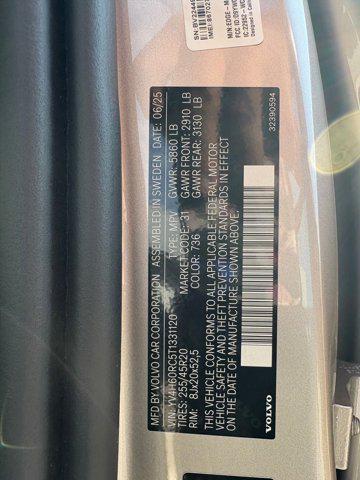 MFD BY VOLVO CAR CORPORATION ASSEMBLED IN SWEDEN DATE: 06/25
VIN: YV4H60RC5T1331120 TYPE: MPV GVWR: 5860 LB
TIRES: 255/45R20 MARKET CODE: 31 GAWR FRONT: 2910 LB
RIM: 8Jx20x52,5 COLOR: 736 GAWR REAR: 3130 LB
THIS VEHICLE CONFORMS TO ALL APPLICABLE FEDERAL MOTOR
VEHICLE SAFETY AND THEFT PREVENTION STANDARDS IN EFFECT
ON THE DATE OF MANUFACTURE SHOWN ABOVE.
VOLVO
32390594